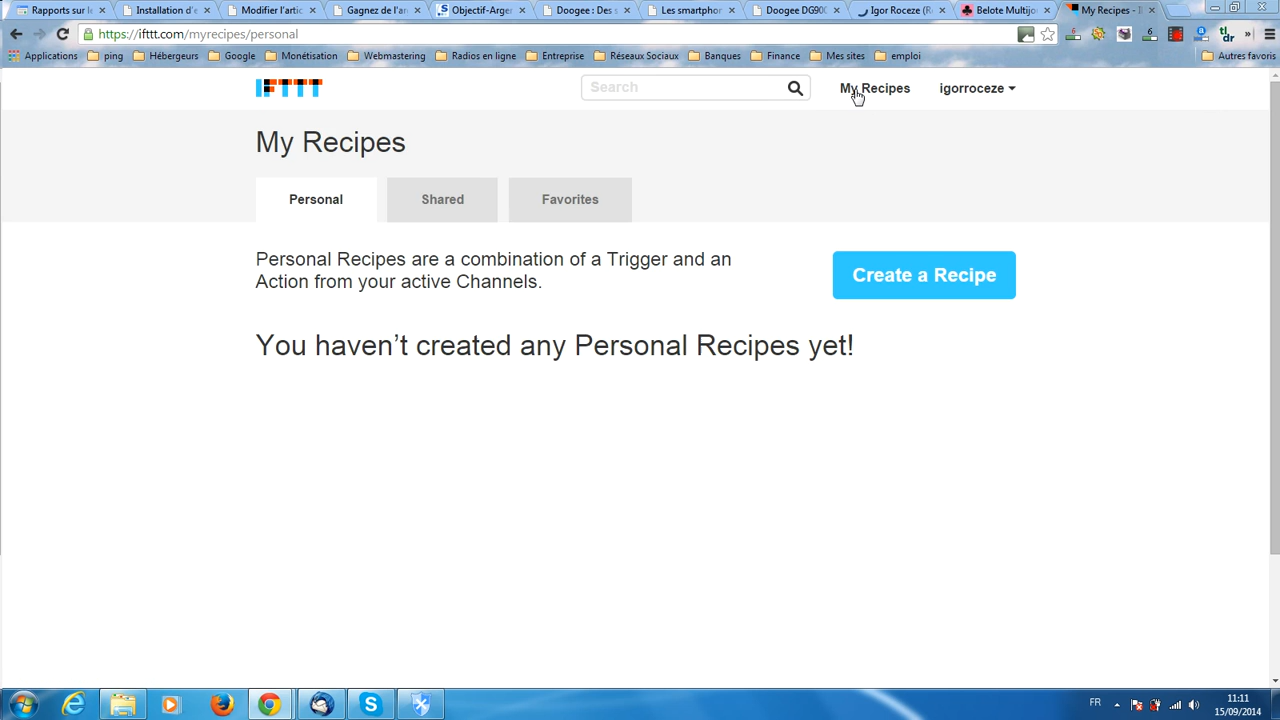 Rapports sur le
Installation d'e
Modifier l'artic
Gagnez de l'ar
Objectif-Arger
Doogee : Des s
Les smartphor
Doogee DG900
Igor Roceze (R
Belote Multijo
My Recipes - I
https://ifttt.com/myrecipes/personal
Applications
ping
Hébergeurs
Google
Monétisation
Webmastering
Radios en ligne
Entreprise
Réseaux Sociaux
Banques
Finance
Mes sites
emploi
Autres favoris
IFTTT
Search
My Recipes
igorroceze
My Recipes
Personal
Shared
Favorites
Personal Recipes are a combination of a Trigger and an
Action from your active Channels.
Create a Recipe
You haven't created any Personal Recipes yet!
FR
11:11
15/09/2014